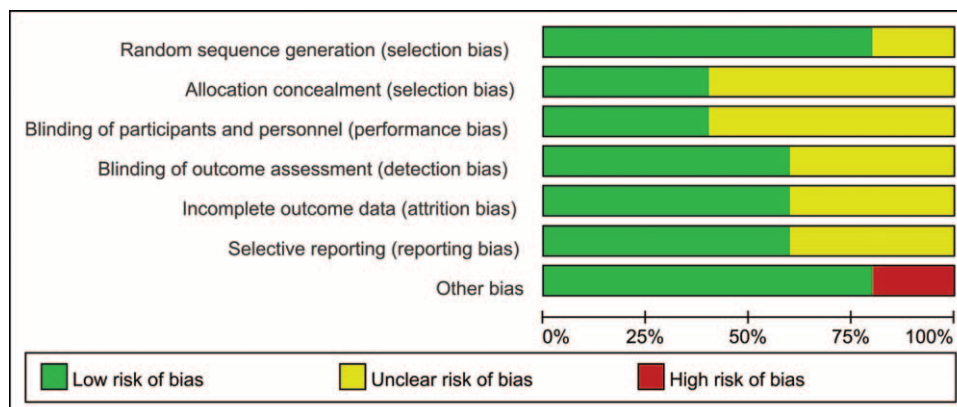 Random sequence generation (selection bias)
Allocation concealment (selection bias)
Blinding of participants and personnel (performance bias)
Blinding of outcome assessment (detection bias)
Incomplete outcome data (attrition bias)
Selective reporting (reporting bias)
Other bias
0% 25% 50% 75% 100%
Low risk of bias Unclear risk of bias High risk of bias